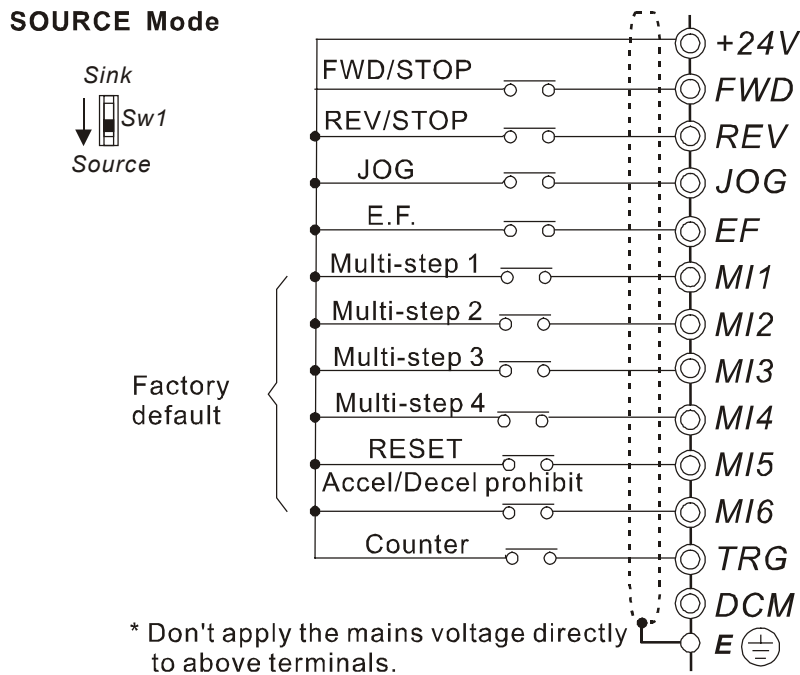 SOURCE Mode
Sink
Sw1
Source
+24V
FWD/STOP
FWD
REV/STOP
REV
JOG
JOG
E.F.
EF
Multi-step 1
MI1
Multi-step 2
MI2
Multi-step 3
MI3
Factory
default
Multi-step 4
MI4
RESET
MI5
Accel/Decel prohibit
MI6
Counter
TRG
DCM
* Don't apply the mains voltage directly
to above terminals.
E